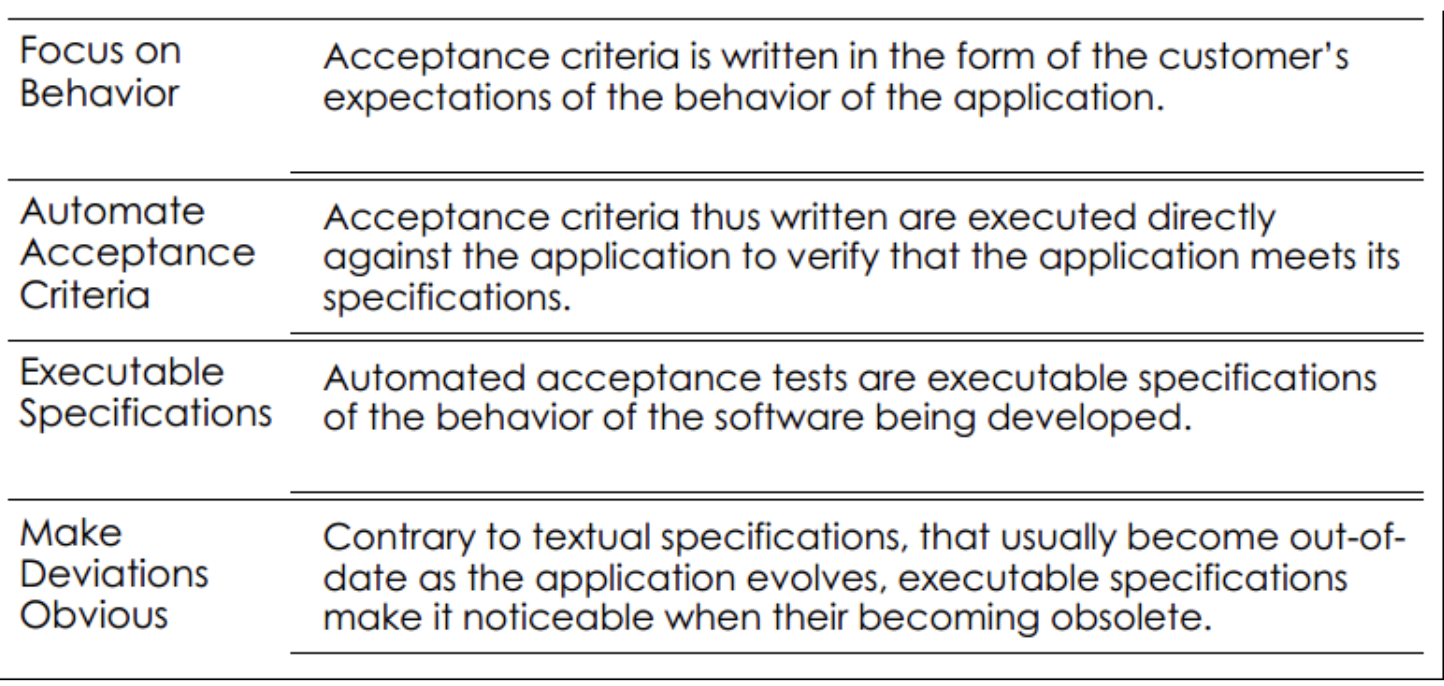 Focus on
Behavior
Acceptance criteria is written in the form of the customer's
expectations of the behavior of the application.
Automate
Acceptance
Criteria
Acceptance criteria thus written are executed directly
against the application to verify that the application meets its
specifications.
Executable
Specifications
Automated acceptance tests are executable specifications
of the behavior of the software being developed.
Make
Deviations
Obvious
Contrary to textual specifications, that usually become out-of-
date as the application evolves, executable specifications
make it noticeable when their becoming obsolete.